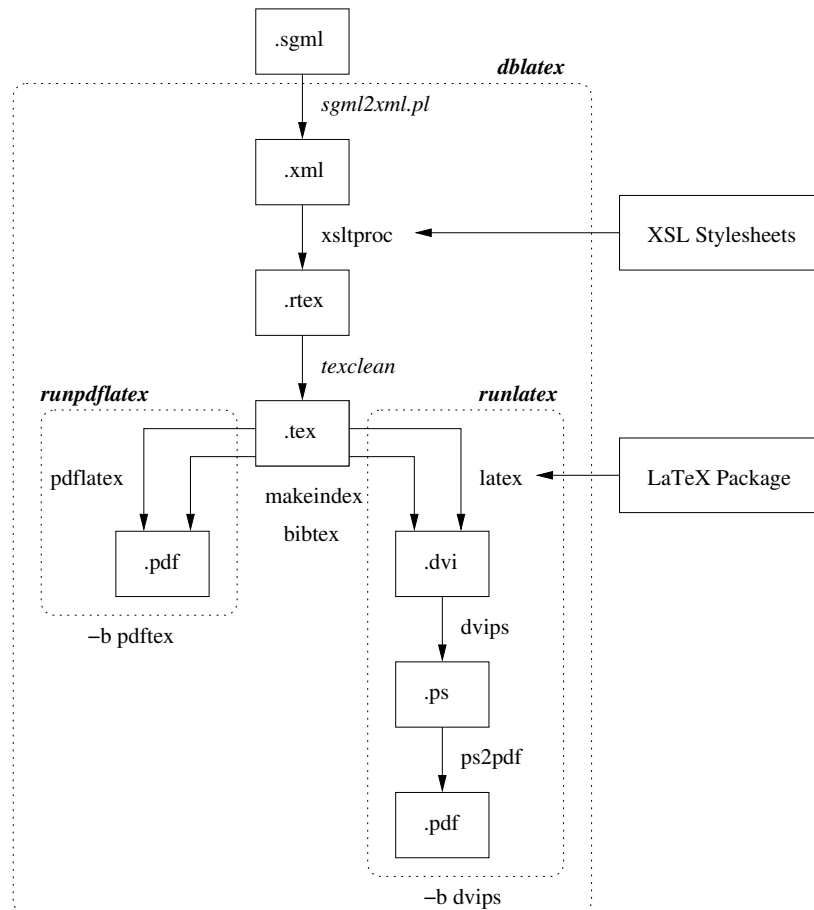 .sgml
dblatex
sgml2xml.pl
.xml
xsltproc
XSL Stylesheets
.rtex
texclean
runpdflatex
runlatex
.tex
pdflatex
latex
LaTeX Package
makeindex
bibtex
.pdf
.dvi
dvips
−b pdftex
.ps
ps2pdf
.pdf
−b dvips